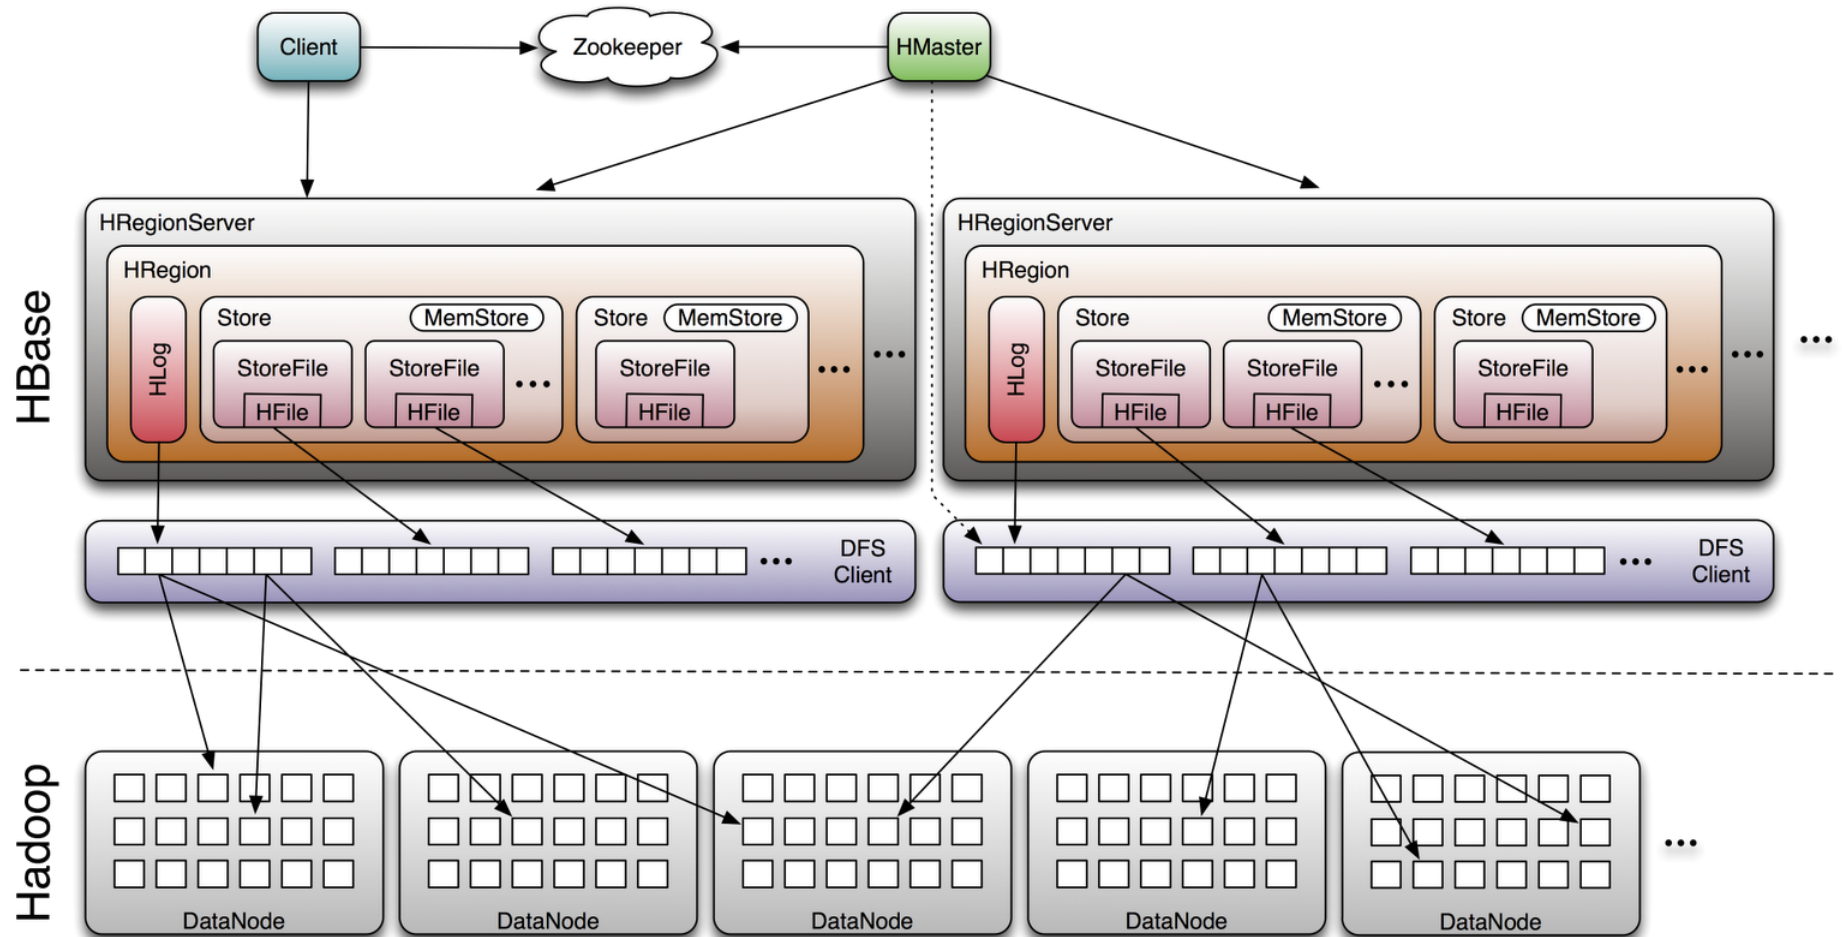 Client
Zookeeper
HMaster
HBase
HRegionServer
HRegion
HLog
Store
MemStore
StoreFile
HFile
StoreFile
HFile
...
Store
MemStore
StoreFile
HFile
...
...
HRegionServer
HRegion
HLog
Store
MemStore
StoreFile
HFile
StoreFile
HFile
...
Store
MemStore
StoreFile
HFile
...
...
...
...
DFS
Client
...
DFS
Client
Hadoop
DataNode
DataNode
DataNode
DataNode
DataNode
...